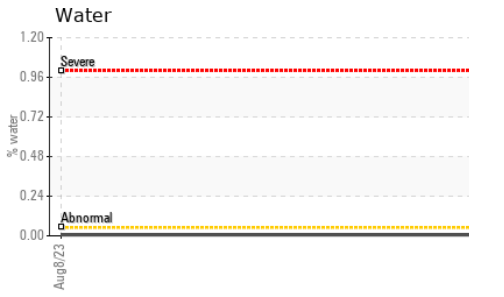 Water
1.20
Severe
0.96
0.72
% water
0.48
0.24
Abnormal
0.00
Aug8/23